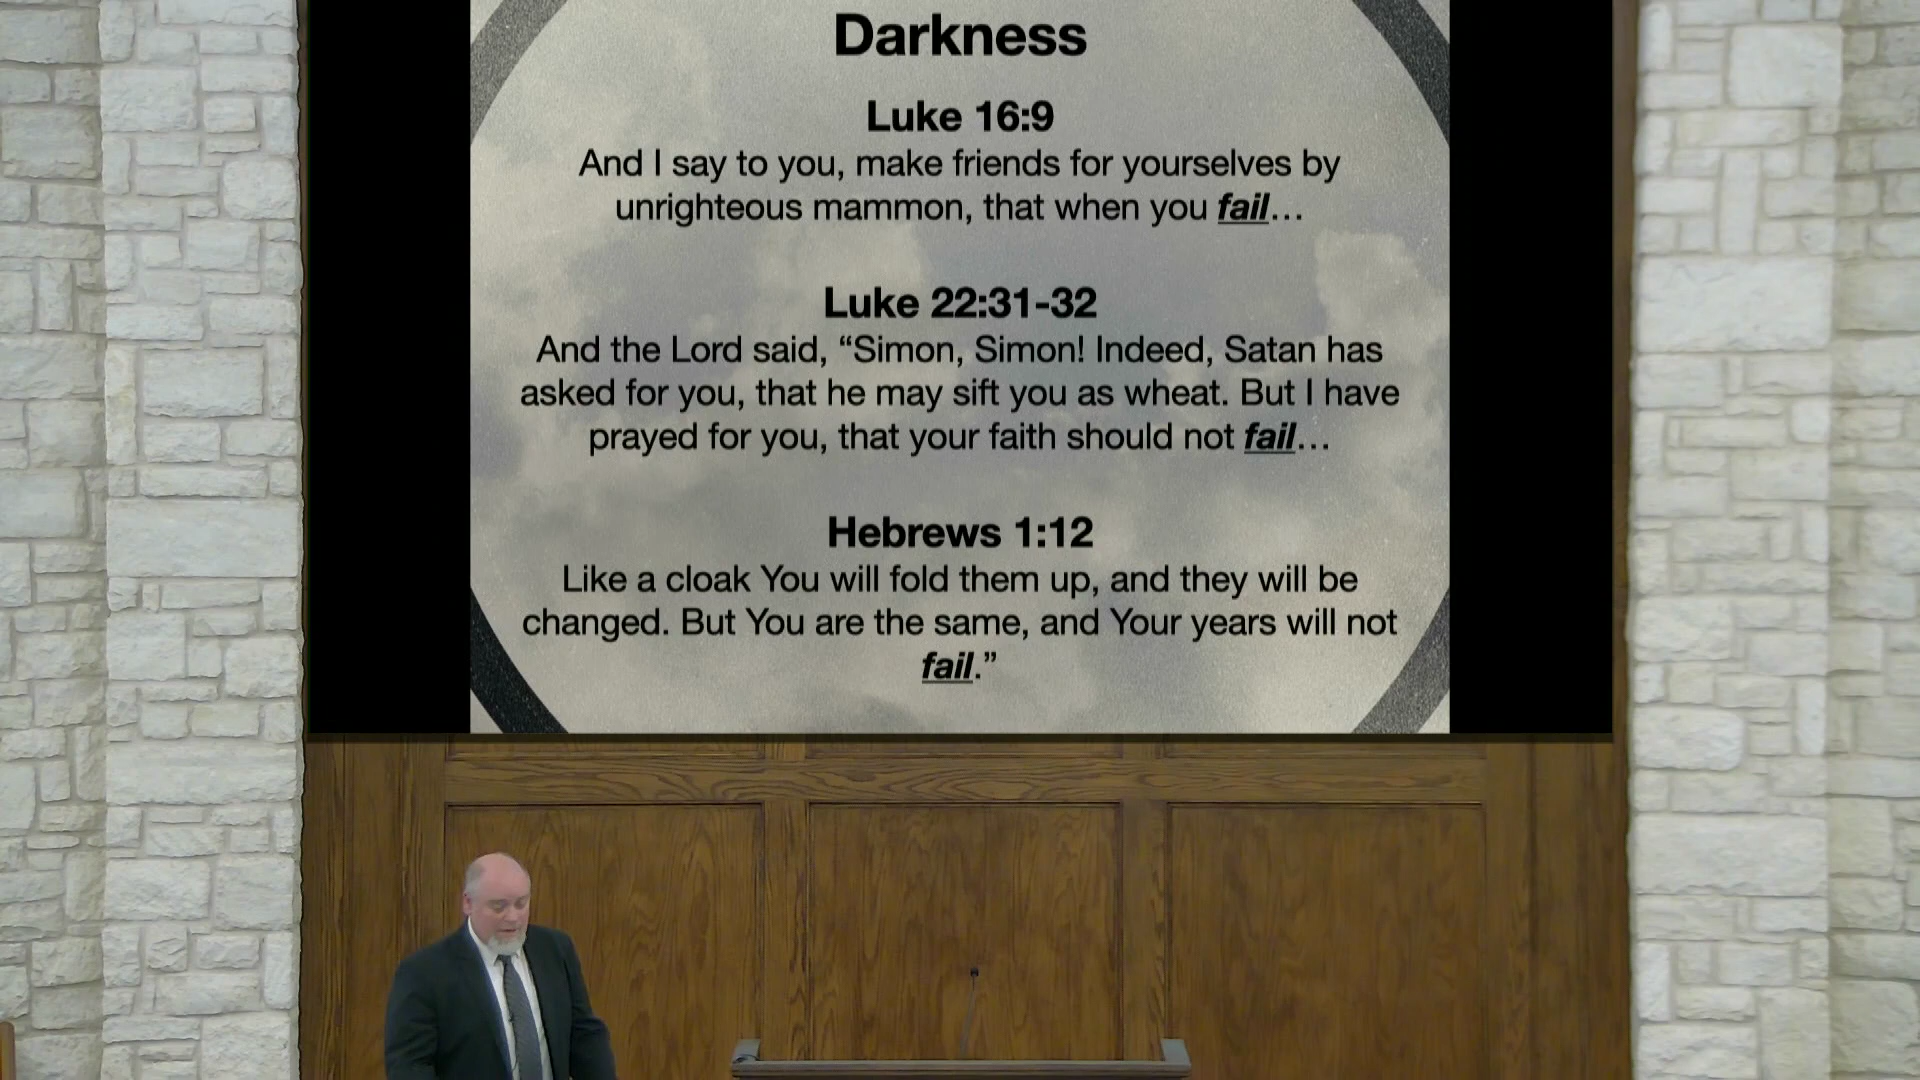 Darkness
Luke 16:9
And I say to you, make friends for yourselves by
unrighteous mammon, that when you fail…
Luke 22:31-32
And the Lord said, “Simon, Simon! Indeed, Satan has
asked for you, that he may sift you as wheat. But I have
prayed for you, that your faith should not fail…
Hebrews 1:12
Like a cloak You will fold them up, and they will be
changed. But You are the same, and Your years will not
fail.”